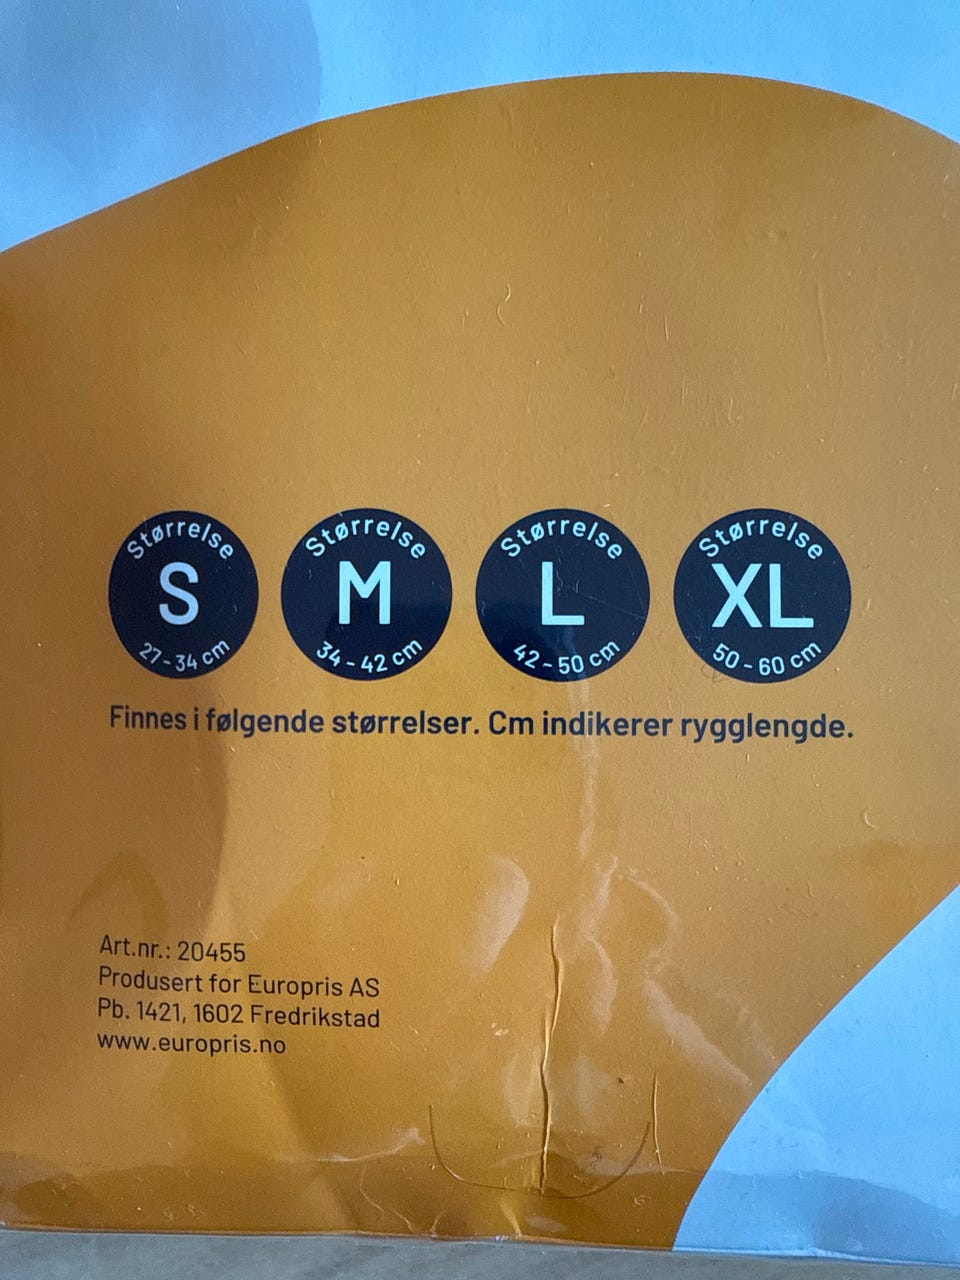 Størrelse
S
27-34 cm
Størrelse
M
34-42 cm
Størrelse
L
42-50 cm
Størrelse
XL
50-60 cm
Finnes i følgende størrelser. Cm indikerer rygglengde.
Art.nr.: 20455
Produsert for Europris AS
Pb. 1421, 1602 Fredrikstad
www.europris.no